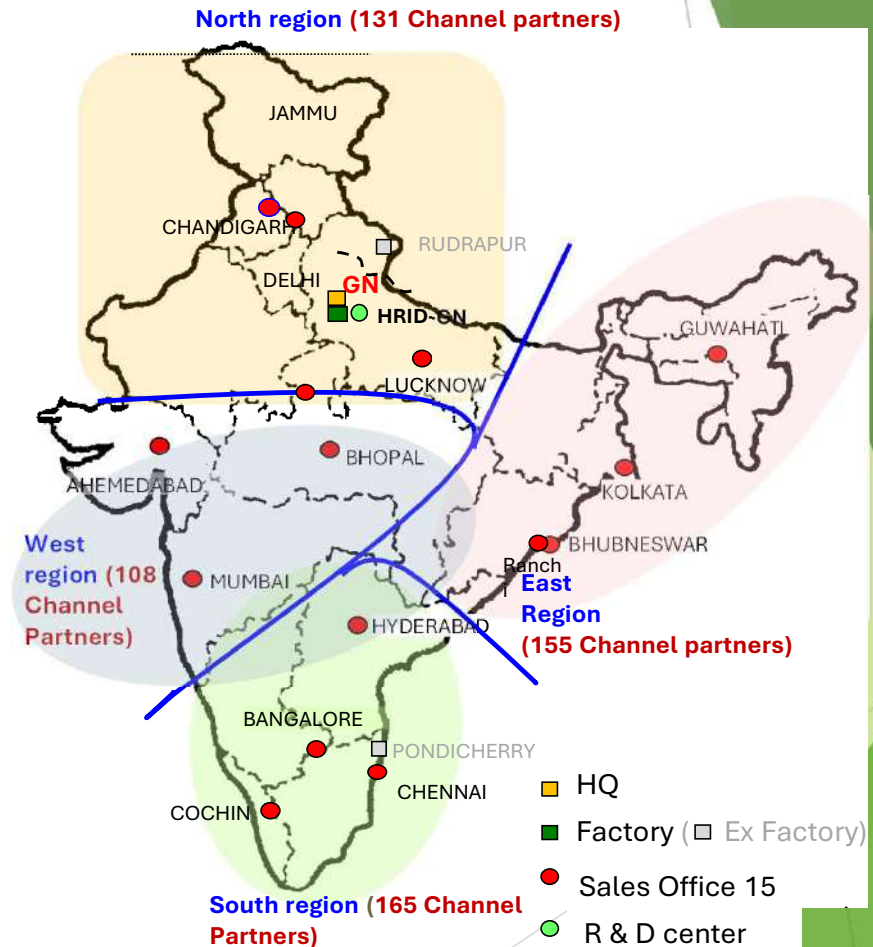 North region (131 Channel partners)
JAMMU
CHANDIGARH
RUDRAPUR
DELHI
GN
HRID-GN
GUWAHATI
LUCKNOW
BHOPAL
AHEMEDABAD
KOLKATA
BHUBNESWAR
West
region (108
Channel
Partners)
MUMBAI
Ranch
i
East
Region
(155 Channel partners)
HYDERABAD
BANGALORE
PONDICHERRY
CHENNAI
COCHIN
HQ
Factory ( Ex Factory)
Sales Office 15
R & D center
South region (165 Channel
Partners)